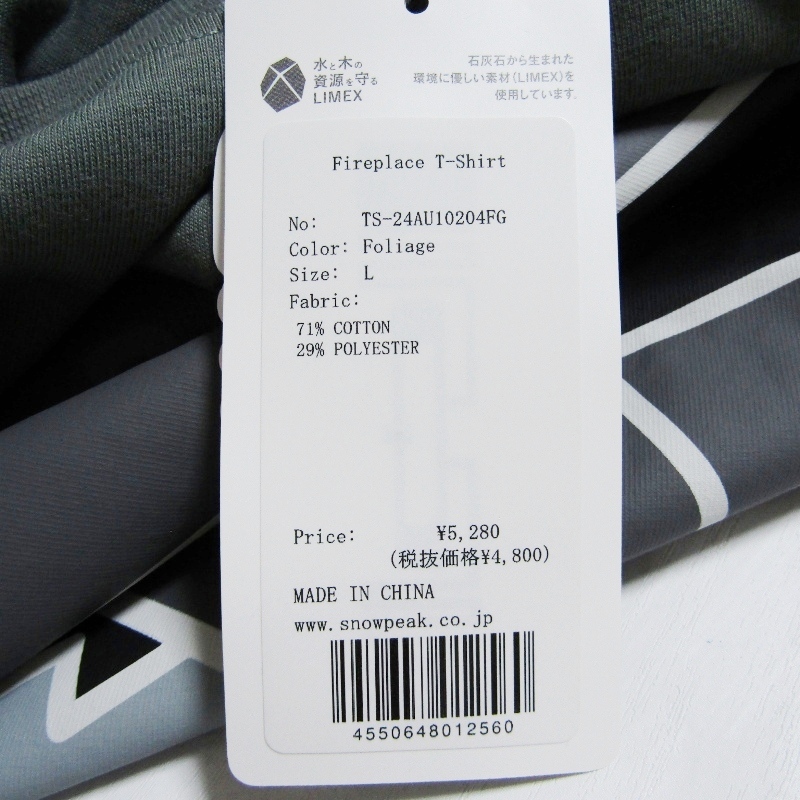 水と木の
資源を守る
LIMEX
石灰石から生まれた
環境に優しい素材(LIMEX)を
使用しています。
Fireplace T-Shirt
No: TS-24AU10204FG
Color: Foliage
Size: L
Fabric:
71% COTTON
29% POLYESTER
Price: ¥5,280
(税抜価格¥4,800)
MADE IN CHINA
www.snowpeak.co.jp
4550648012560